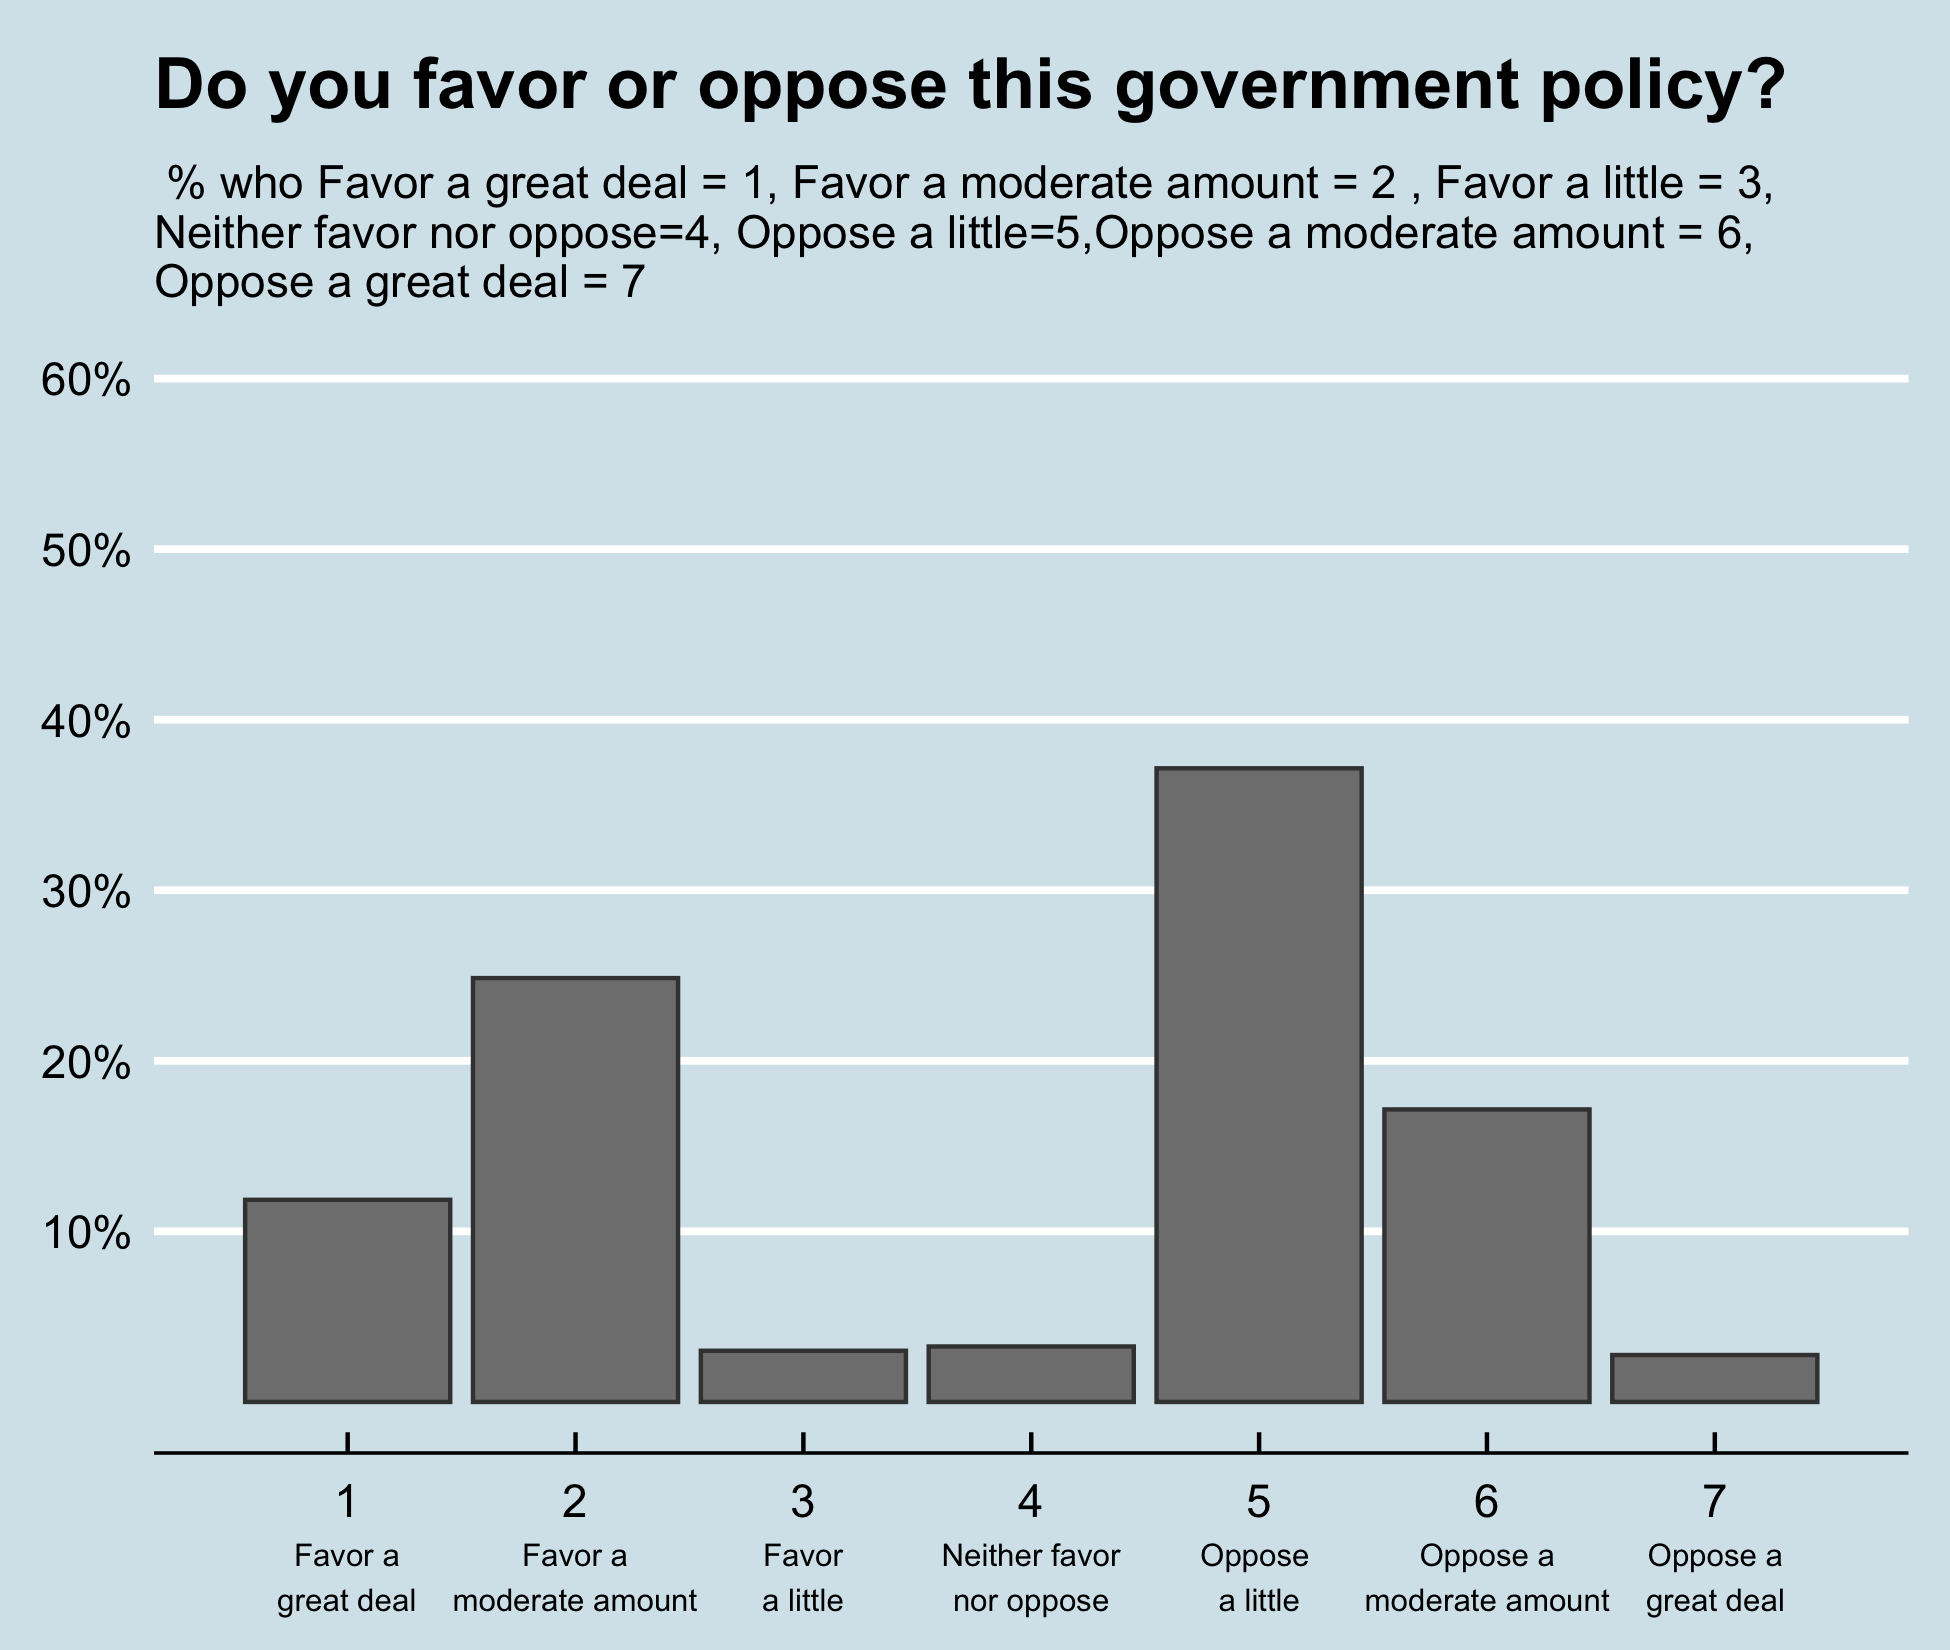 Do you favor or oppose this government policy?
% who Favor a great deal = 1, Favor a moderate amount = 2 , Favor a little = 3,
Neither favor nor oppose=4, Oppose a little=5,Oppose a moderate amount = 6,
Oppose a great deal = 7
60%
50%
40%
30%
20%
10%
1 2 3 4 5 6 7
Favor a Favor a Favor Neither favor Oppose Oppose a Oppose a
great deal moderate amount a little nor oppose a little moderate amount great deal